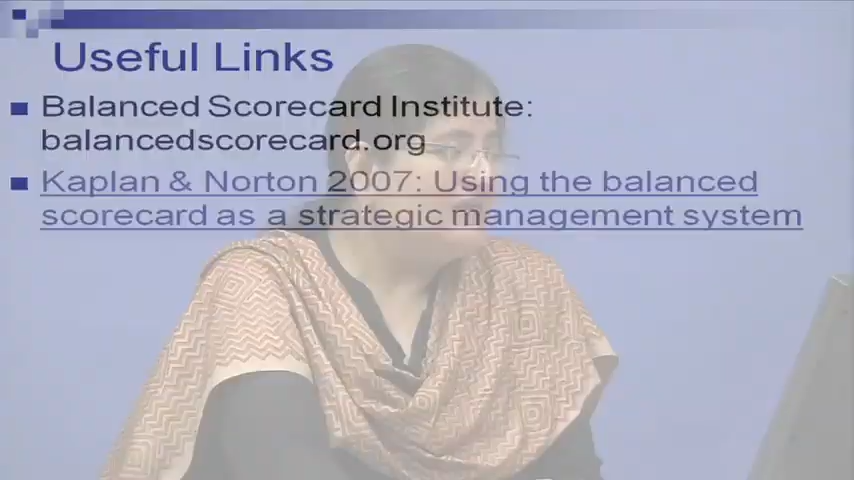 Useful Links
Balanced Scorecard Institute:
balancedscorecard.org
Kaplan & Norton 2007: Using the balanced
scorecard as a strategic management system